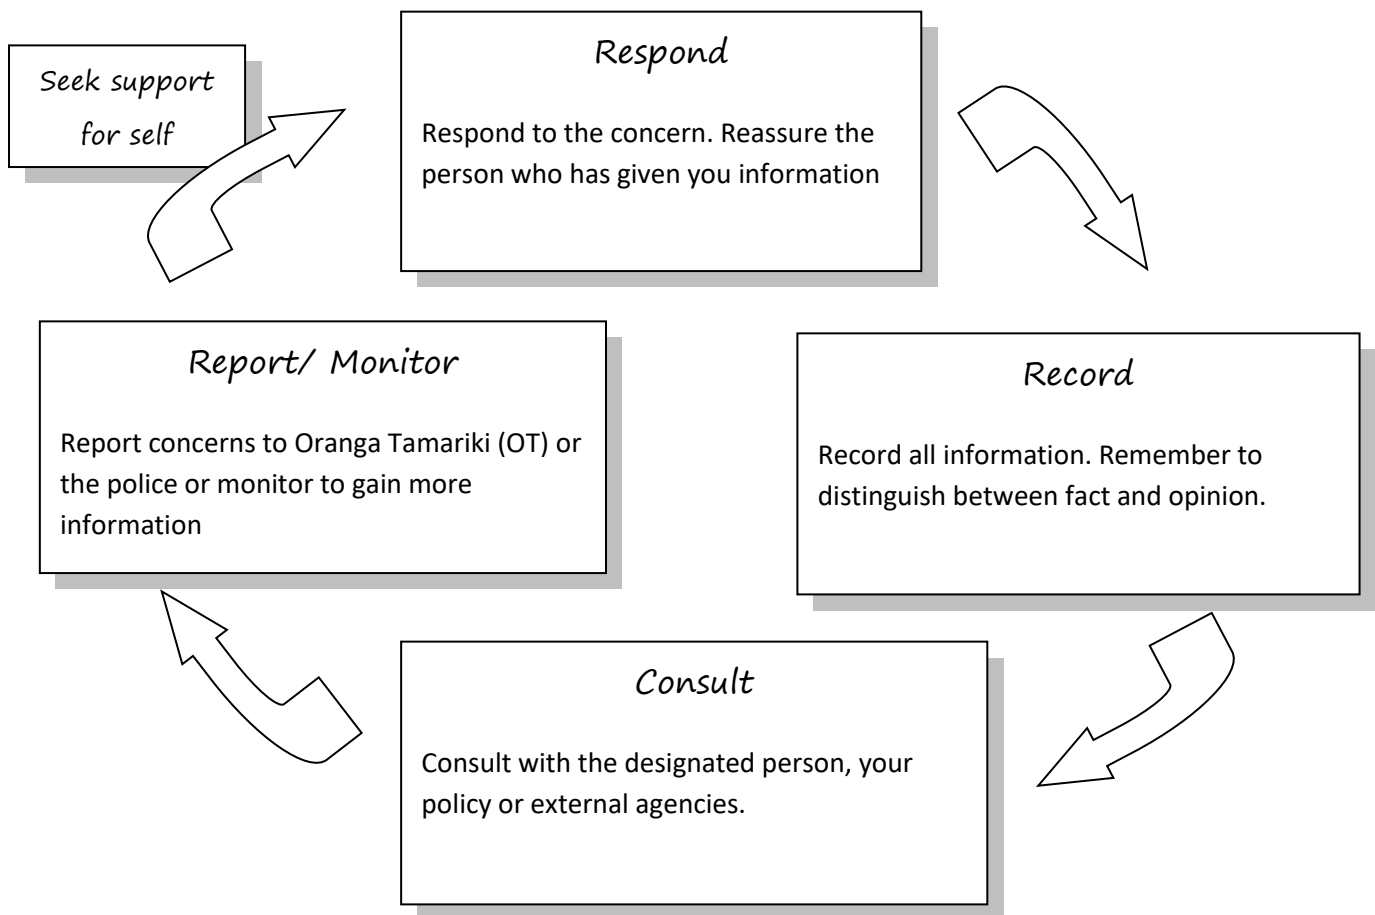 Seek support
for self
Respond
Respond to the concern. Reassure the
person who has given you information
Record
Record all information. Remember to
distinguish between fact and opinion.
Consult
Consult with the designated person, your
policy or external agencies.
Report/ Monitor
Report concerns to Oranga Tamariki (OT) or
the police or monitor to gain more
information